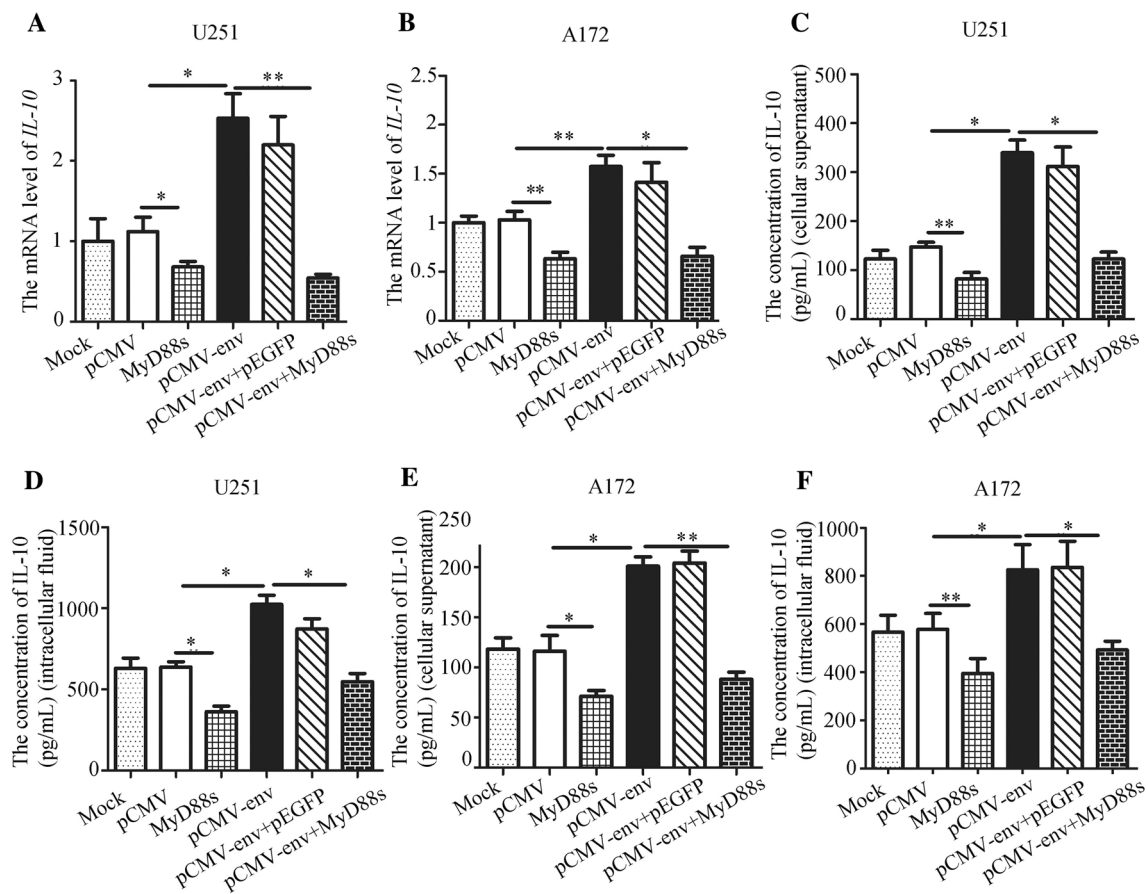 A
U251
The mRNA level of IL-10
3
2
1
0
*
**
*
Mock
pCMV
MyD88s
pCMV-env
pCMV-env+pEGFP
pCMV-env+MyD88s
B
A172
The mRNA level of IL-10
2.5
2
1.5
1
0.5
0
**
*
**
Mock
pCMV
MyD88s
pCMV-env
pCMV-env+pEGFP
pCMV-env+MyD88s
C
U251
The concentration of IL-10
(pg/mL) (cellular supernatant)
500
400
300
200
100
0
*
*
**
Mock
pCMV
MyD88s
pCMV-env
pCMV-env+pEGFP
pCMV-env+MyD88s
D
U251
The concentration of IL-10
(pg/mL) (intracellular fluid)
1500
1000
500
0
*
*
*
Mock
pCMV
MyD88s
pCMV-env
pCMV-env+pEGFP
pCMV-env+MyD88s
E
A172
The concentration of IL-10
(pg/mL) (cellular supernatant)
250
200
150
100
50
0
*
**
*
Mock
pCMV
MyD88s
pCMV-env
pCMV-env+pEGFP
pCMV-env+MyD88s
F
A172
The concentration of IL-10
(pg/mL) (intracellular fluid)
1000
800
600
400
200
0
*
*
**
Mock
pCMV
MyD88s
pCMV-env
pCMV-env+pEGFP
pCMV-env+MyD88s